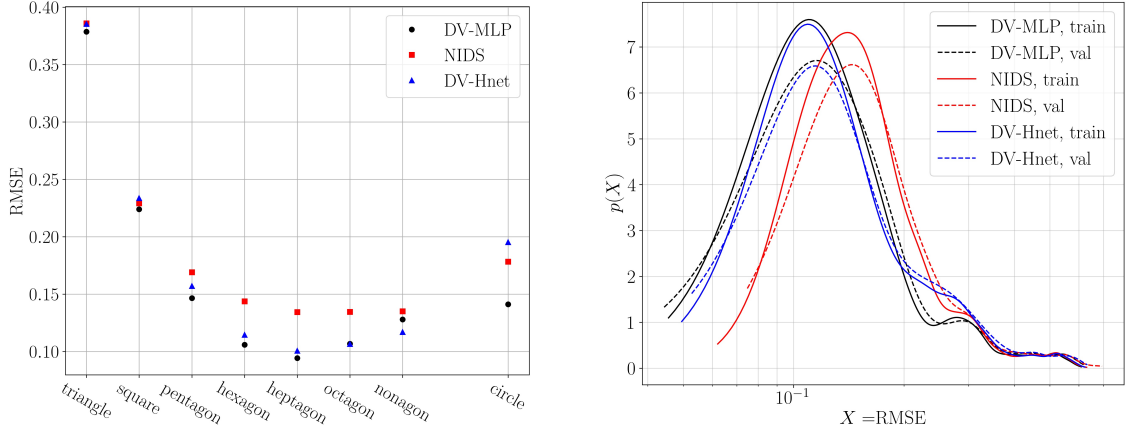 0.40
0.35
0.30
0.25
0.20
0.15
0.10
RMSE
DV-MLP
NIDS
DV-Hnet
triangle
square
pentagon
hexagon
heptagon
octagon
nonagon
circle
7
6
5
4
3
2
1
0
p(X)
DV-MLP, train
DV-MLP, val
NIDS, train
NIDS, val
DV-Hnet, train
DV-Hnet, val
10⁻¹
X =RMSE